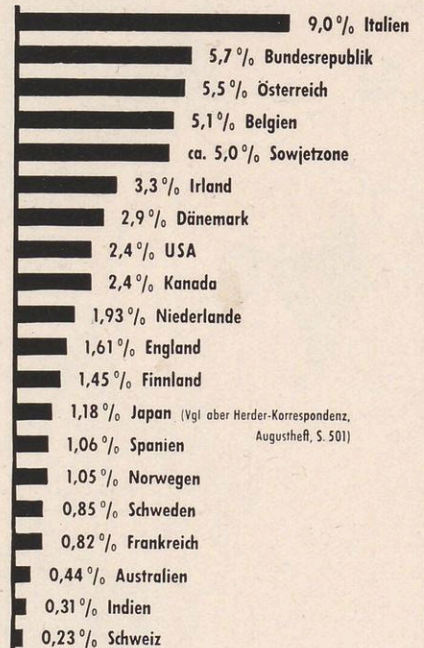 9,0 % Italien
5,7 % Bundesrepublik
5,5 % Österreich
5,1 % Belgien
ca. 5,0 % Sowjetzone
3,3 % Irland
2,9 % Dänemark
2,4 % USA
2,4 % Kanada
1,93 % Niederlande
1,61 % England
1,45 % Finnland
1,18 % Japan (Vgl aber Herder-Korrespondenz,
Augustheft, S. 501)
1,06 % Spanien
1,05 % Norwegen
0,85 % Schweden
0,82 % Frankreich
0,44 % Australien
0,31 % Indien
0,23 % Schweiz